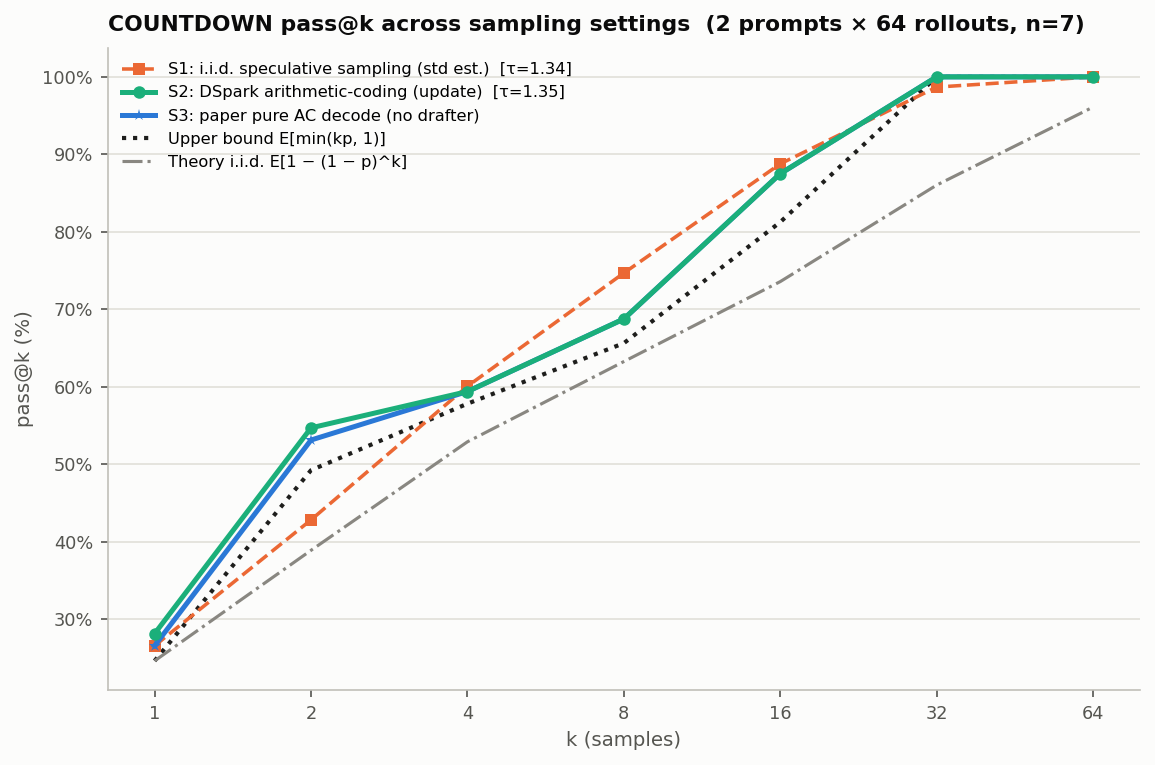 COUNTDOWN pass@k across sampling settings  (2 prompts × 64 rollouts, n=7)
S1: i.i.d. speculative sampling (std est.)  [τ=1.34]
S2: DSpark arithmetic-coding (update)  [τ=1.35]
S3: paper pure AC decode (no drafter)
Upper bound E[min(kp, 1)]
Theory i.i.d. E[1 − (1 − p)^k]
100%
90%
80%
70%
60%
50%
40%
30%
pass@k (%)
1 2 4 8 16 32 64
k (samples)